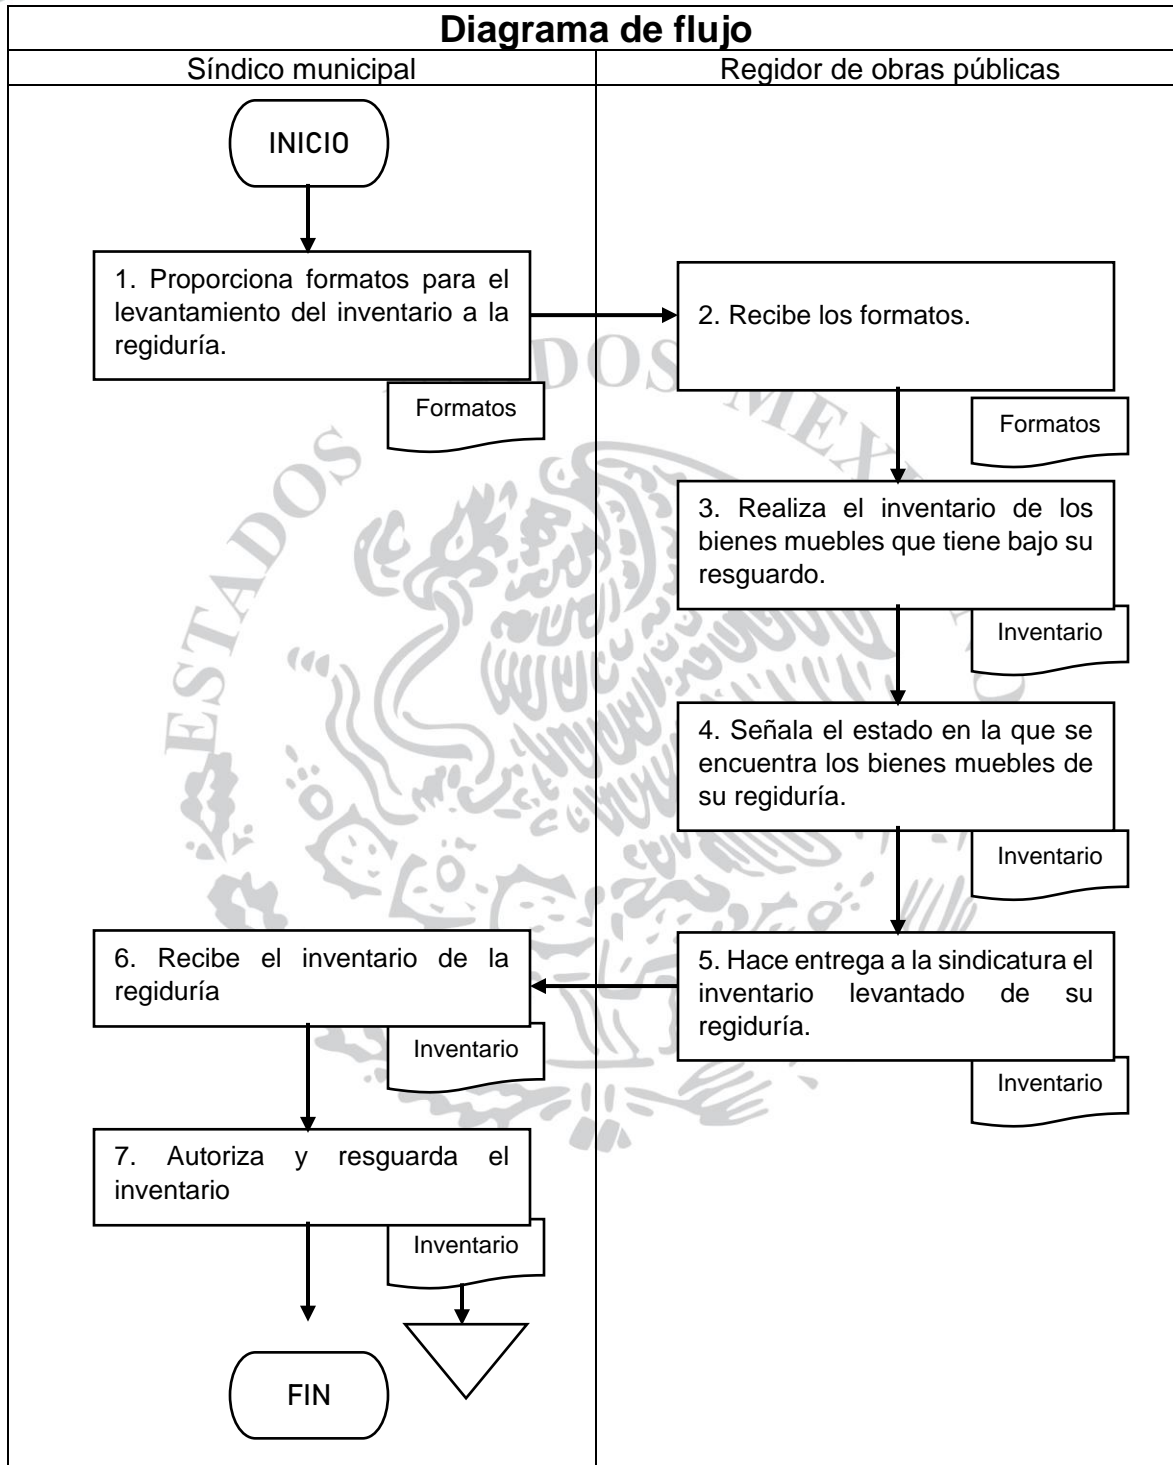 Diagrama de flujo
Síndico municipal
Regidor de obras públicas
INICIO
1. Proporciona formatos para el
levantamiento del inventario a la
regiduría.
Formatos
2. Recibe los formatos.
Formatos
3. Realiza el inventario de los
bienes muebles que tiene bajo su
resguardo.
Inventario
4. Señala el estado en la que se
encuentra los bienes muebles de
su regiduría.
Inventario
5. Hace entrega a la sindicatura el
inventario levantado de su
regiduría.
Inventario
6. Recibe el inventario de la
regiduría
Inventario
7. Autoriza y resguarda el
inventario
Inventario
FIN
ESTADOS